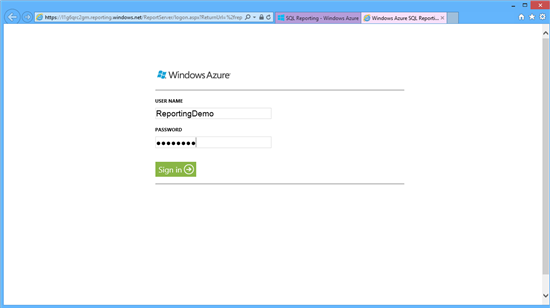 https://i1g6iprz2gm.reporting.windows.net/ReportServer/logon.aspx?ReturnUrl=%2frep
SQL Reporting - Windows Azure
Windows Azure SQL Reporti...
Windows Azure
USER NAME
ReportingDemo
PASSWORD
Sign in